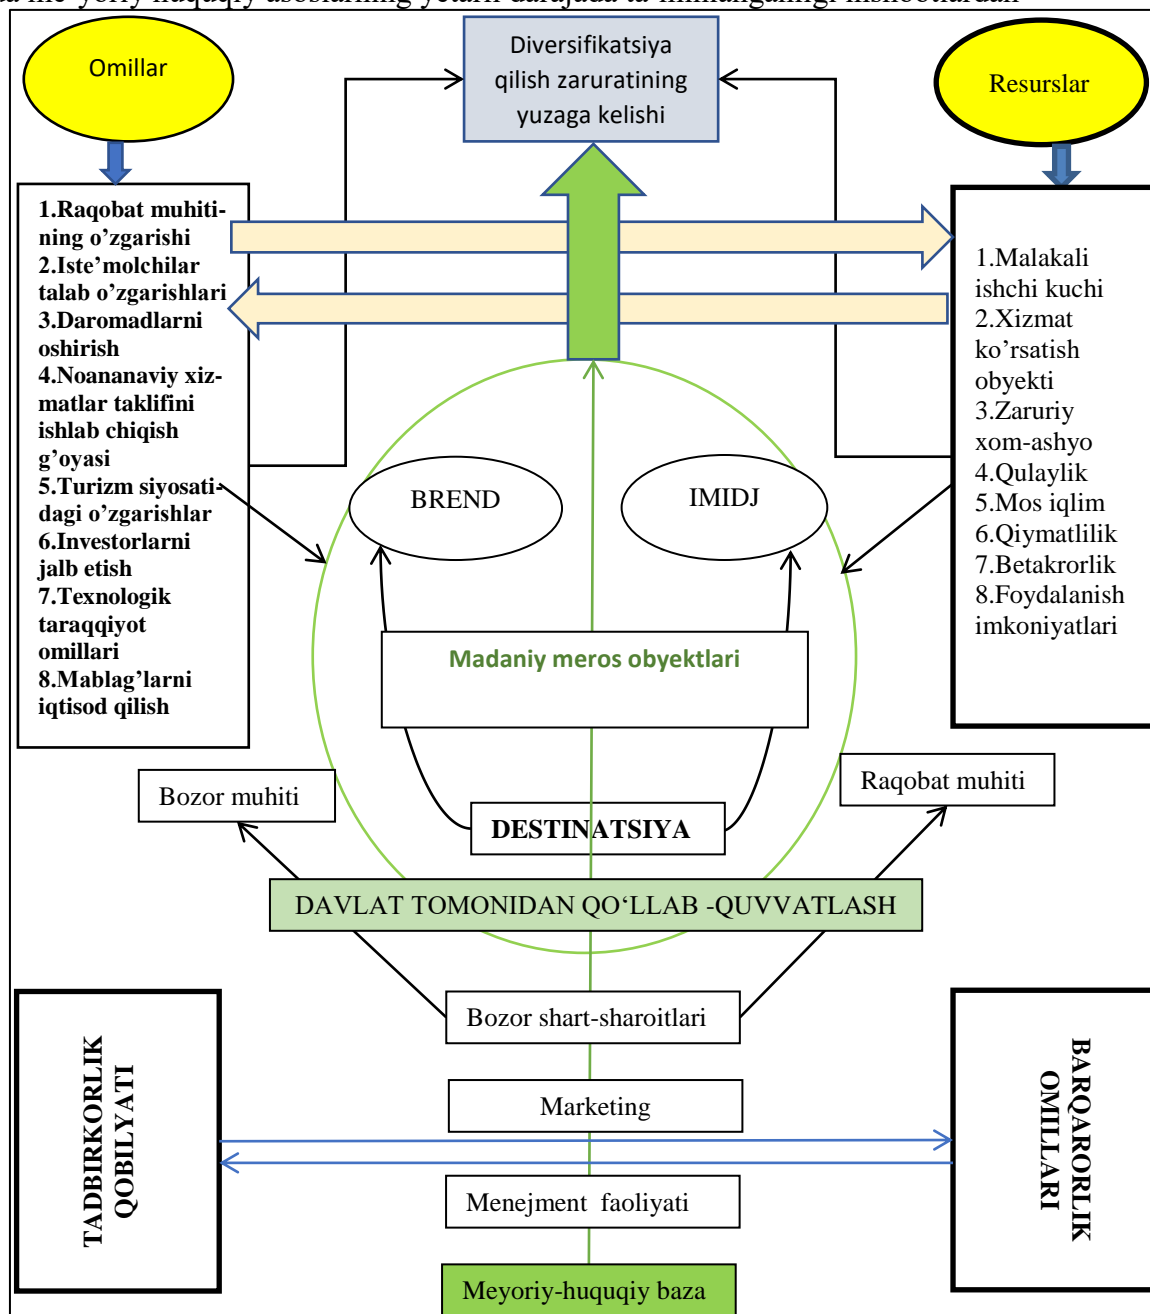 Omillar
Diversifikatsiya
qilish zaruratining
yuzaga kelishi
Resurslar
1.Raqobat muhiti-
ning o’zgarishi
2.Iste’molchilar
talab o’zgarishlari
3.Daromadlarni
oshirish
4.Noananaviy xiz-
matlar taklifini
ishlab chiqish
g’oyasi
5.Turizm siyosati-
dagi o’zgarishlar
6.Investorlarni
jalb etish
7.Texnologik
taraqqiyot
omillari
8.Mablag’larni
iqtisod qilish
1.Malakali
ishchi kuchi
2.Xizmat
ko’rsatish
obyekti
3.Zaruriy
xom-ashyo
4.Qulaylik
5.Mos iqlim
6.Qiymatlilik
7.Betakrorlik
8.Foydalanish
imkoniyatlari
BREND
IMIDJ
Madaniy meros obyektlari
Bozor muhiti
Raqobat muhiti
DESTINATSIYA
DAVLAT TOMONIDAN QO‘LLAB -QUVVATLASH
Bozor shart-sharoitlari
TADBIRKORLIK
QOBILYATI
BARQARORLIK
OMILLARI
Marketing
Menejment faoliyati
Meyoriy-huquqiy baza